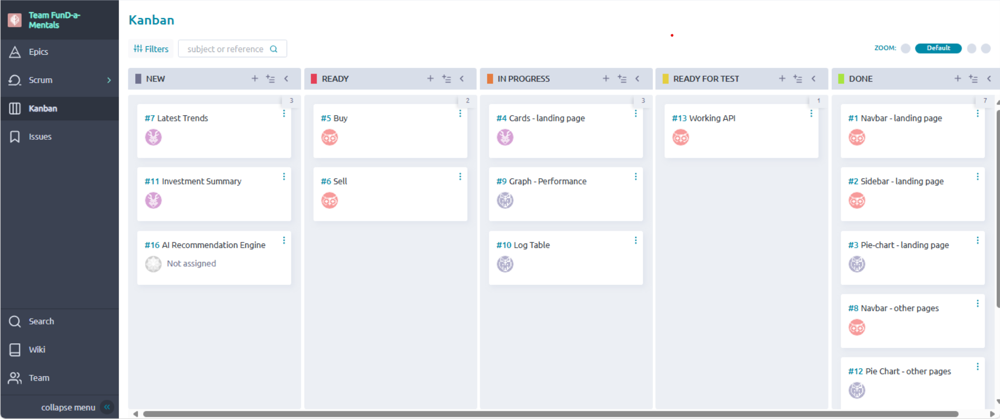 Team FunD-a-
Mentals
Epics
Scrum
Kanban
Issues
Search
Wiki
Team
collapse menu
Kanban
Filters
subject or reference
ZOOM:
Default
NEW
3
#7 Latest Trends
#11 Investment Summary
#16 AI Recommendation Engine
Not assigned
READY
2
#5 Buy
#6 Sell
IN PROGRESS
3
#4 Cards - landing page
#9 Graph - Performance
#10 Log Table
READY FOR TEST
1
#13 Working API
DONE
7
#1 Navbar - landing page
#2 Sidebar - landing page
#3 Pie-chart - landing page
#8 Navbar - other pages
#12 Pie Chart - other pages